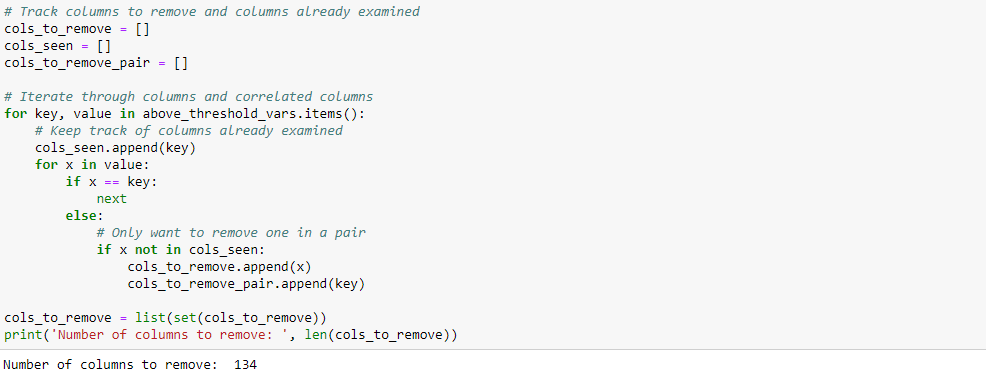 # Track columns to remove and columns already examined
cols_to_remove = []
cols_seen = []
cols_to_remove_pair = []

# Iterate through columns and correlated columns
for key, value in above_threshold_vars.items():
    # Keep track of columns already examined
    cols_seen.append(key)
    for x in value:
        if x == key:
            next
        else:
            # Only want to remove one in a pair
            if x not in cols_seen:
                cols_to_remove.append(x)
                cols_to_remove_pair.append(key)

cols_to_remove = list(set(cols_to_remove))
print('Number of columns to remove: ', len(cols_to_remove))
Number of columns to remove:  134